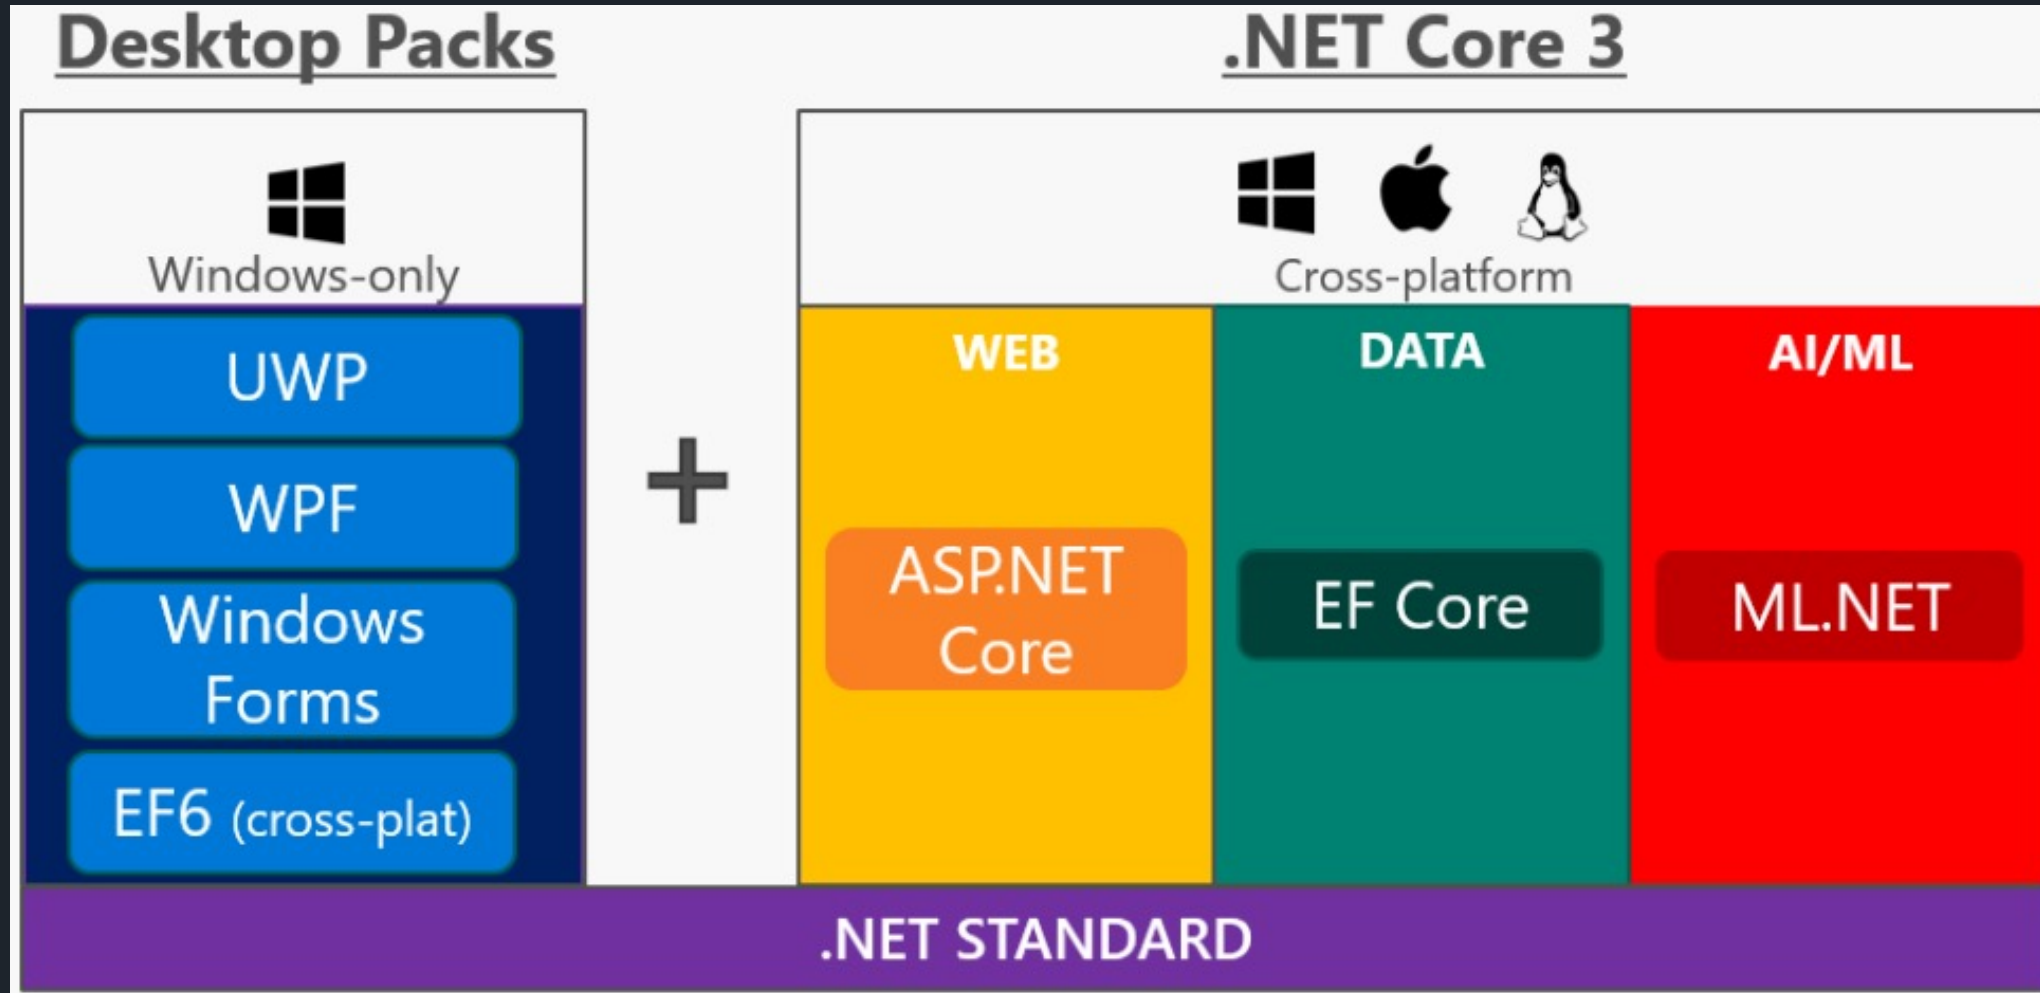 Desktop Packs
.NET Core 3
Windows-only
Cross-platform
UWP
WPF
Windows
Forms
EF6 (cross-plat)
+
WEB
ASP.NET
Core
DATA
EF Core
AI/ML
ML.NET
.NET STANDARD